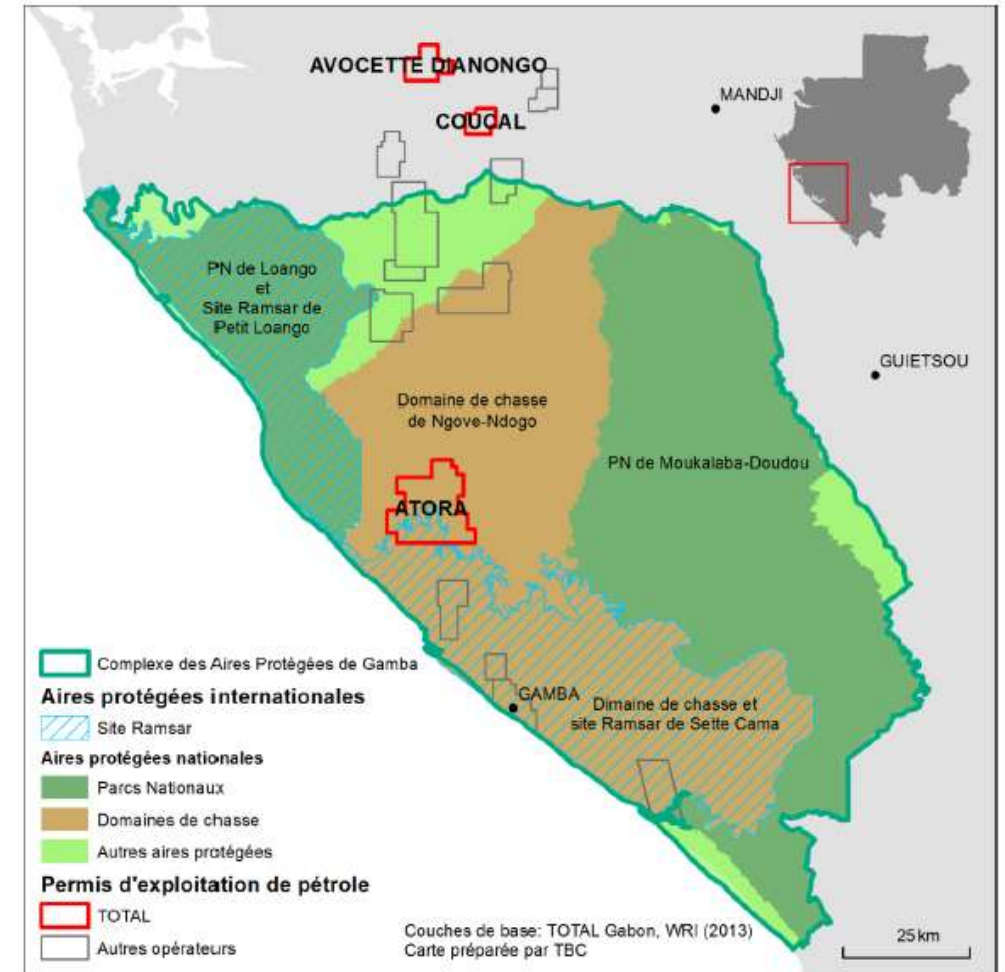 AVOCETTE DIANONGO
MANDJI
COUCAL
PN de Loango
et
Site Ramsar de
Petit Loango
GUIETSOU
Domaine de chasse
de Ngove-Ndogo
PN de Moukalaba-Doudou
ATORA
Complexe des Aires Protégées de Gamba
Aires protégées internationales
GAMBA
Dimaine de chasse et
site Ramsar de Sette Cama
Site Ramsar
Aires protégées nationales
Parcs Nationaux
Domaines de chasse
Autres aires protégées
Permis d'exploitation de pétrole
TOTAL
Autres opérateurs
Couches de base: TOTAL Gabon, WRI (2013)
Carte préparée par TBC
25 km